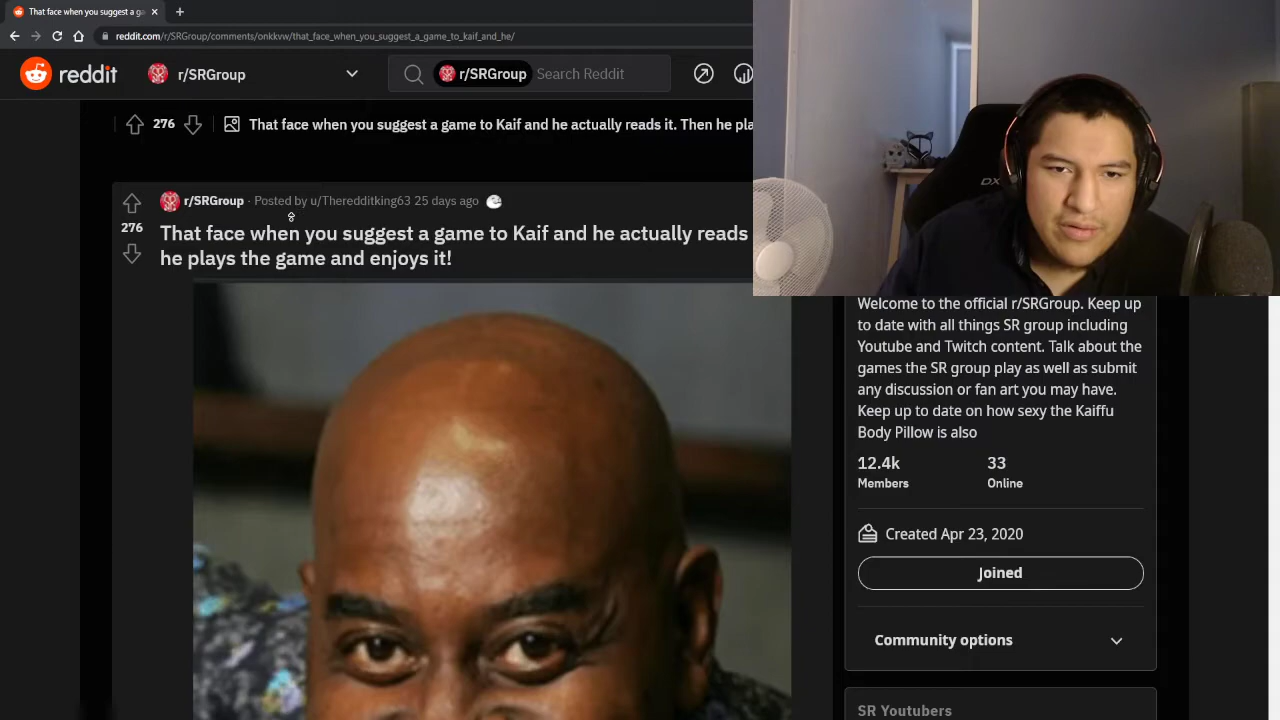 That face when you suggest a ga
reddit.com/r/SRGroup/comments/onkkvw/that_face_when_you_suggest_a_game_to_kaif_and_he/
reddit
r/SRGroup
r/SRGroup
Search Reddit
276
That face when you suggest a game to Kaif and he actually reads it. Then he pla
r/SRGroup · Posted by u/Theredditking63 25 days ago
276
That face when you suggest a game to Kaif and he actually reads
he plays the game and enjoys it!
DX
Welcome to the official r/SRGroup. Keep up
to date with all things SR group including
Youtube and Twitch content. Talk about the
games the SR group play as well as submit
any discussion or fan art you may have.
Keep up to date on how sexy the Kaiffu
Body Pillow is also
12.4k
33
Members
Online
Created Apr 23, 2020
Joined
Community options
SR Youtubers